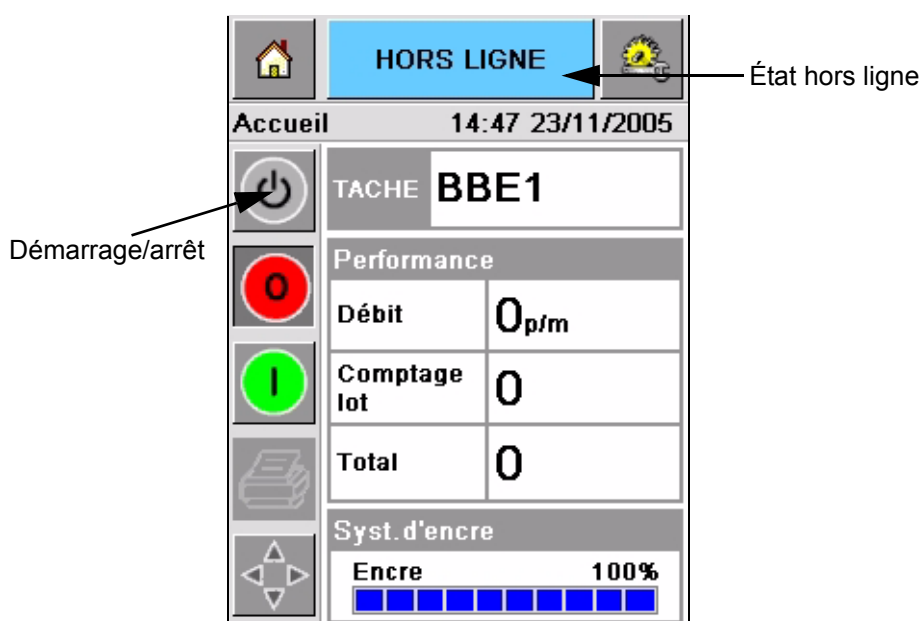 HORS LIGNE
État hors ligne
Accueil 14:47 23/11/2005
TACHE BBE1
Démarrage/arrêt
Performance
O
Débit 0p/m
I
Comptage
lot 0
Total 0
Syst.d'encre
Encre 100%